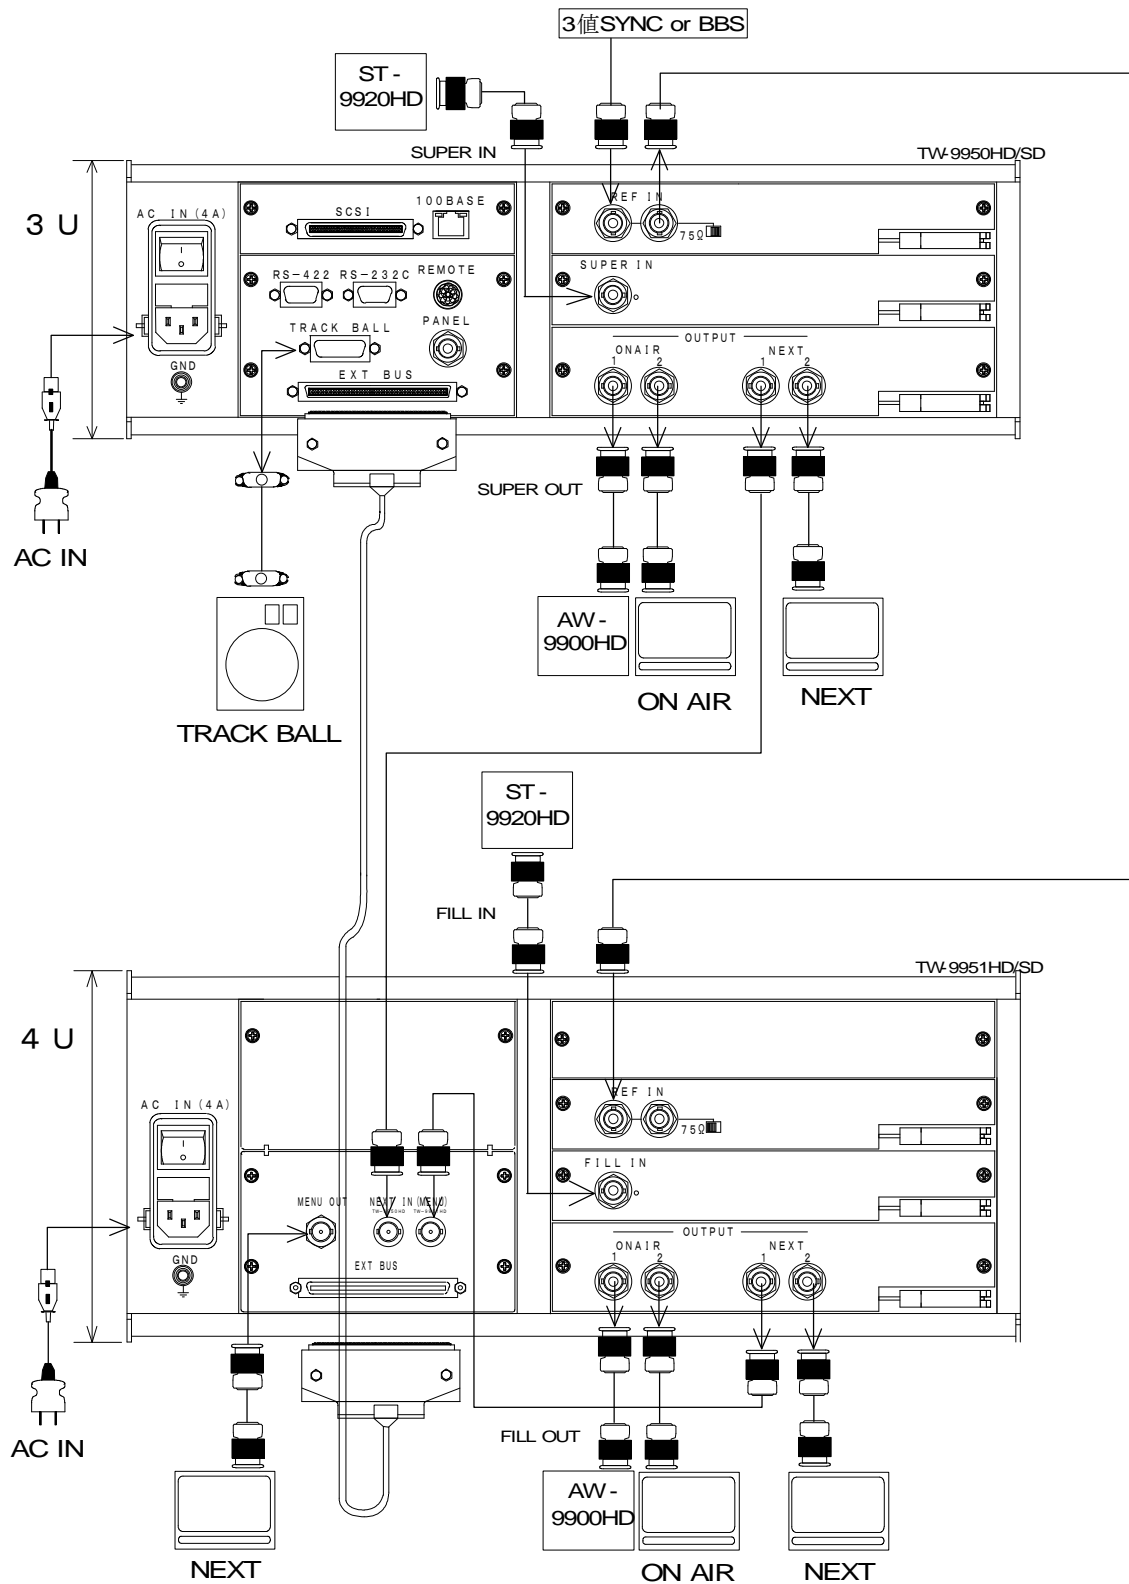 3値SYNC or BBS
ST-
9920HD
SUPER IN
TW-9950HD/SD
3 U
AC IN (4A)
SCSI
100BASE
REF IN
75Ω
RS-422
RS-232C
REMOTE
SUPER IN
TRACK BALL
PANEL
OUTPUT
ONAIR
NEXT
1
2
1
2
GND
EXT BUS
SUPER OUT
AC IN
AW-
9900HD
ON AIR
NEXT
TRACK BALL
ST-
9920HD
FILL IN
TW-9951HD/SD
4 U
AC IN (4A)
REF IN
75Ω
FILL IN
MENU OUT
NEXT IN (MENU)
TW-9950HD
TW-9951HD
OUTPUT
ONAIR
NEXT
1
2
1
2
GND
EXT BUS
AC IN
FILL OUT
AW-
9900HD
NEXT
ON AIR
NEXT